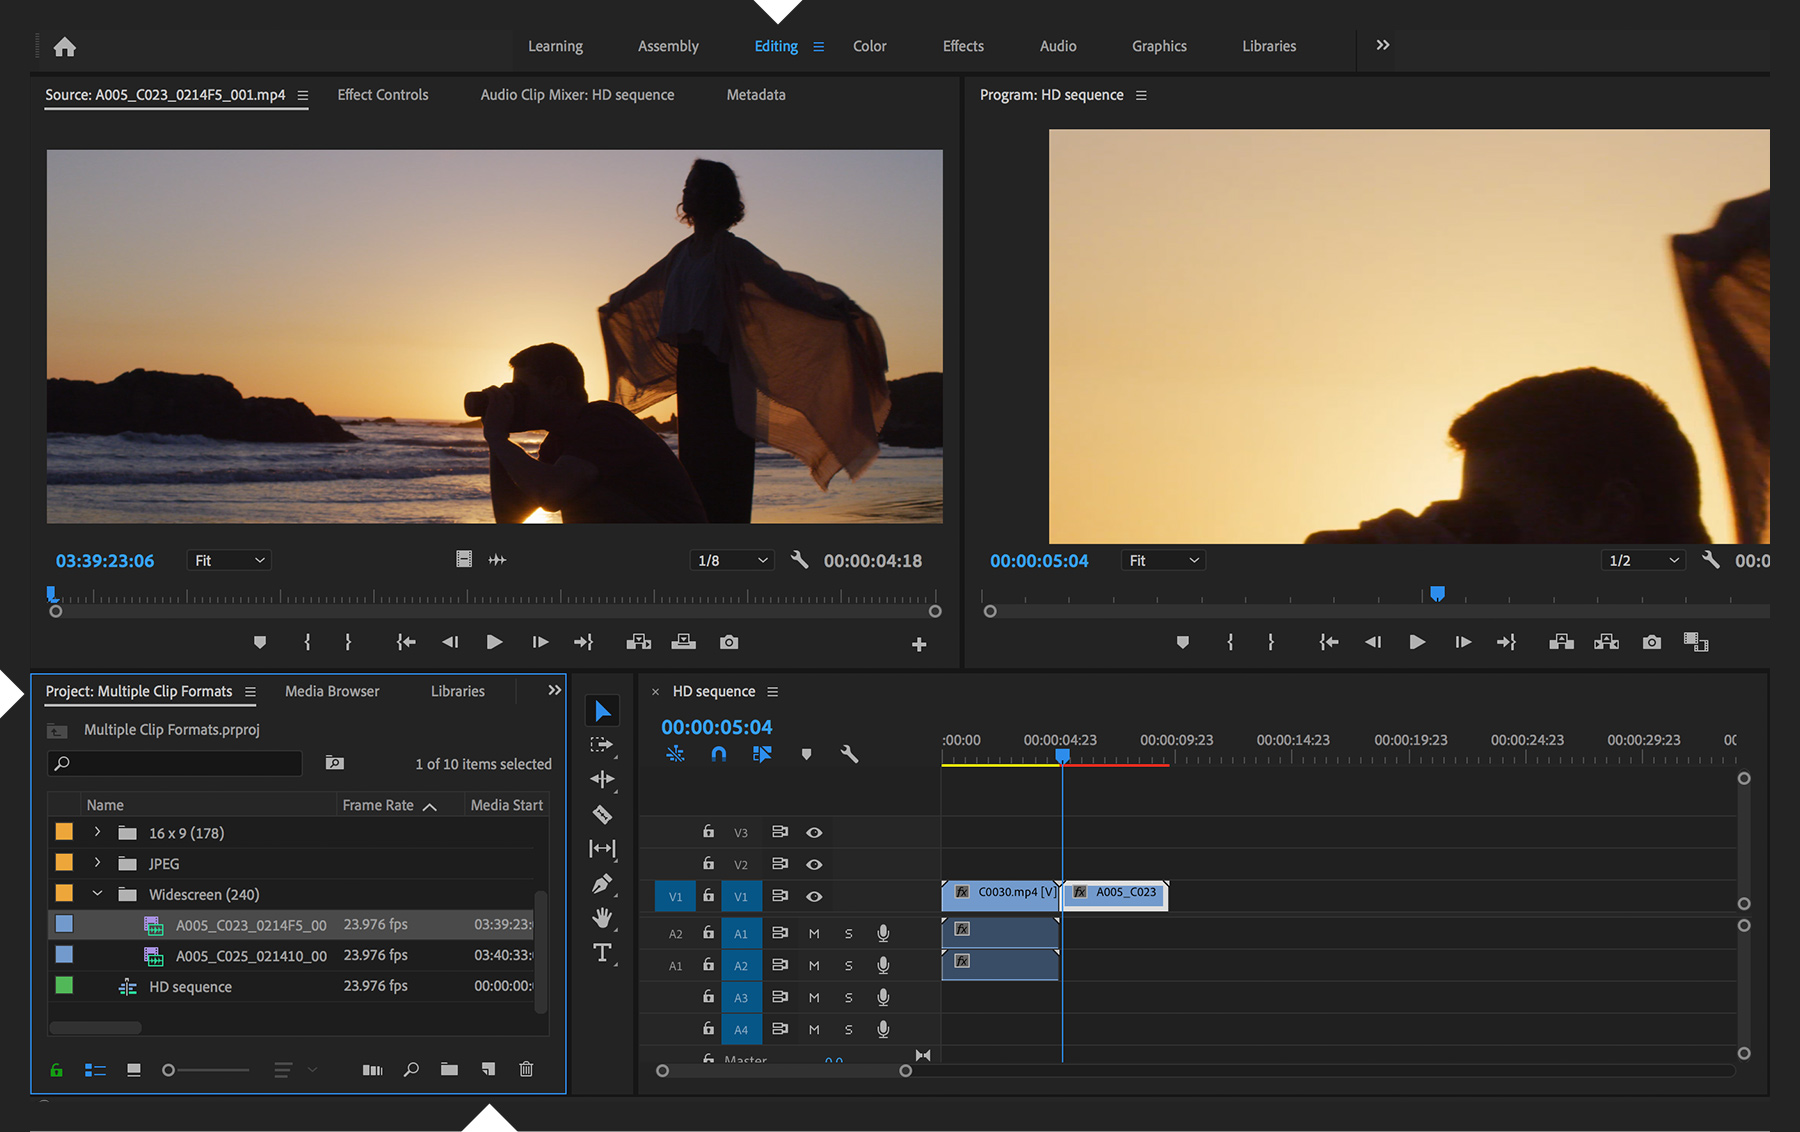 Learning Assembly Editing Color Effects Audio Graphics Libraries
Source: A005_C023_0214F5_001.mp4 Effect Controls Audio Clip Mixer: HD sequence Metadata
Program: HD sequence
03:39:23:06 Fit 1/8 00:00:04:18
00:00:05:04 Fit 1/2 00:0
Project: Multiple Clip Formats Media Browser Libraries
Multiple Clip Formats.prproj
1 of 10 items selected
Name Frame Rate Media Start
16 x 9 (178)
JPEG
Widescreen (240)
A005_C023_0214F5_00 23.976 fps 03:39:23:
A005_C025_021410_00 23.976 fps 03:40:33:
HD sequence 23.976 fps 00:00:00:
T
× HD sequence
00:00:05:04
:00:00 00:00:04:23 00:00:09:23 00:00:14:23 00:00:19:23 00:00:24:23 00:00:29:23 00
V3
V2
V1 V1 fx C0030.mp4 [V] fx A005_C023
A2 A1 M S fx
A1 A2 M S fx
A3 M S
A4 M S
Master 0.0